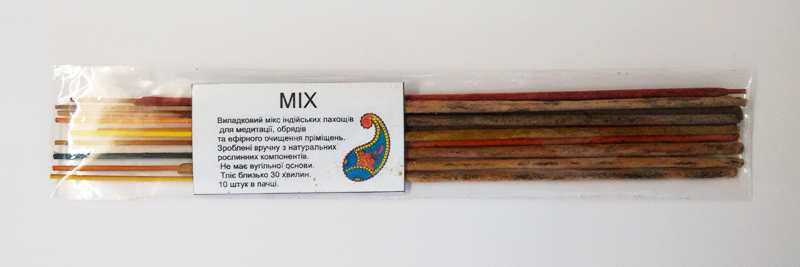 MIX
Випадковий мікс індійських пахощів
для медитації, обрядів
та ефірного очищення приміщень.
Зроблені вручну з натуральних
рослинних компонентів.
Не має вугільної основи.
Тліє близько 30 хвилин.
10 штук в пачці.